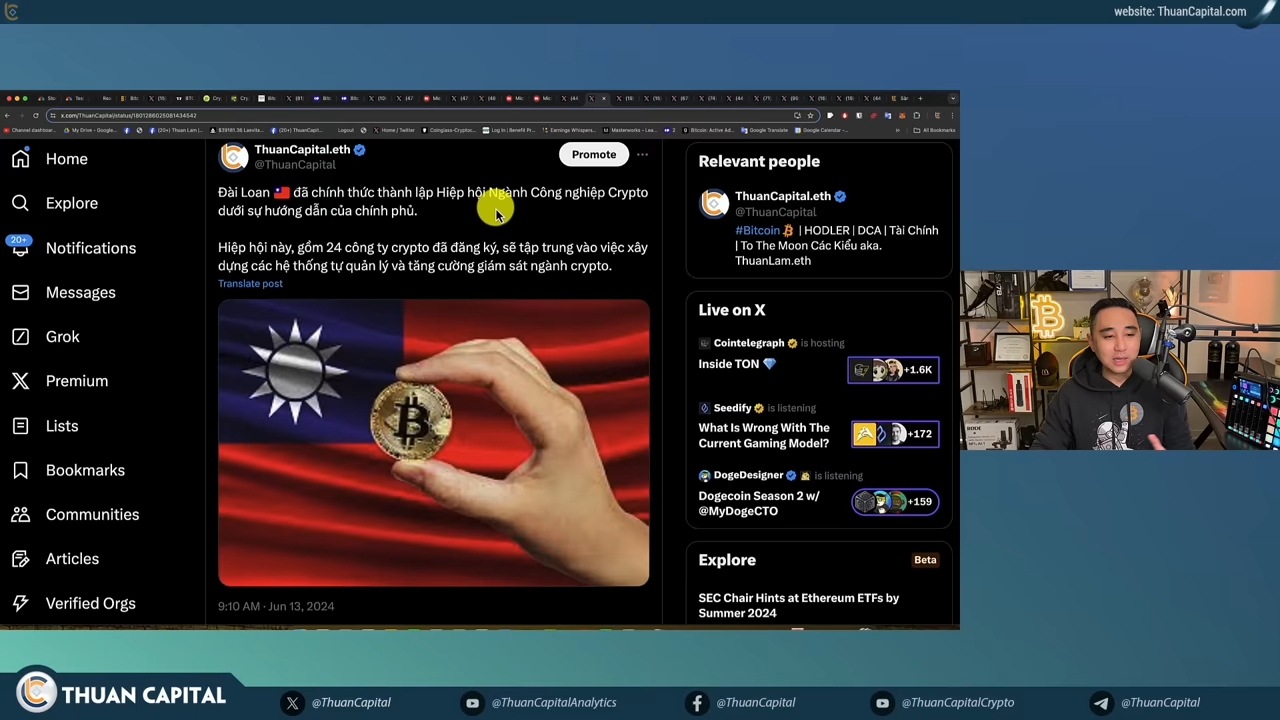 website: ThuanCapital.com
x.com/ThuanCapital/status/1801286025081434542
All Bookmarks
Home
Explore
20+
Notifications
Messages
Grok
Premium
Lists
Bookmarks
Communities
Articles
Verified Orgs
ThuanCapital.eth
@ThuanCapital
Promote
Đài Loan 🇹🇼 đã chính thức thành lập Hiệp hội Ngành Công nghiệp Crypto
dưới sự hướng dẫn của chính phủ.
Hiệp hội này, gồm 24 công ty crypto đã đăng ký, sẽ tập trung vào việc xây
dựng các hệ thống tự quản lý và tăng cường giám sát ngành crypto.
Translate post
9:10 AM · Jun 13, 2024
Relevant people
ThuanCapital.eth
@ThuanCapital
#Bitcoin | HODLER | DCA | Tài Chính
| To The Moon Các Kiểu aka.
ThuanLam.eth
Live on X
Cointelegraph is hosting
Inside TON 💎
+1.6K
Seedify is listening
What Is Wrong With The
Current Gaming Model?
+172
DogeDesigner is listening
Dogecoin Season 2 w/
@MyDogeCTO
+159
Explore
Beta
SEC Chair Hints at Ethereum ETFs by
Summer 2024
RODE
THUAN CAPITAL
@ThuanCapital
@ThuanCapitalAnalytics
@ThuanCapital
@ThuanCapitalCrypto
@ThuanCapital